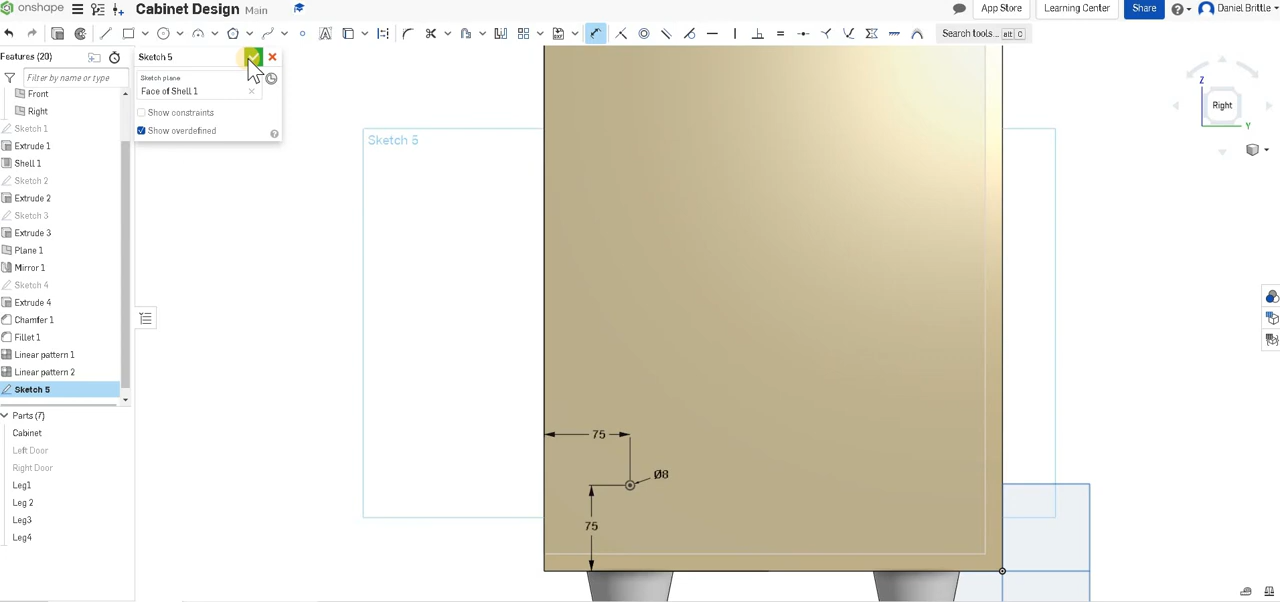 onshape Cabinet Design Main App Store Learning Center Share ? Daniel Brittle
Search tools... alt C
Features (20)
Filter by name or type
Front
Right
Sketch 1
Extrude 1
Shell 1
Sketch 2
Extrude 2
Sketch 3
Extrude 3
Plane 1
Mirror 1
Sketch 4
Extrude 4
Chamfer 1
Fillet 1
Linear pattern 1
Linear pattern 2
Sketch 5
Parts (7)
Cabinet
Left Door
Right Door
Leg1
Leg 2
Leg3
Leg4
Sketch 5
Sketch plane
Face of Shell 1
Show constraints
Show overdefined
Sketch 5
75
Ø8
75
Z
Right
Y